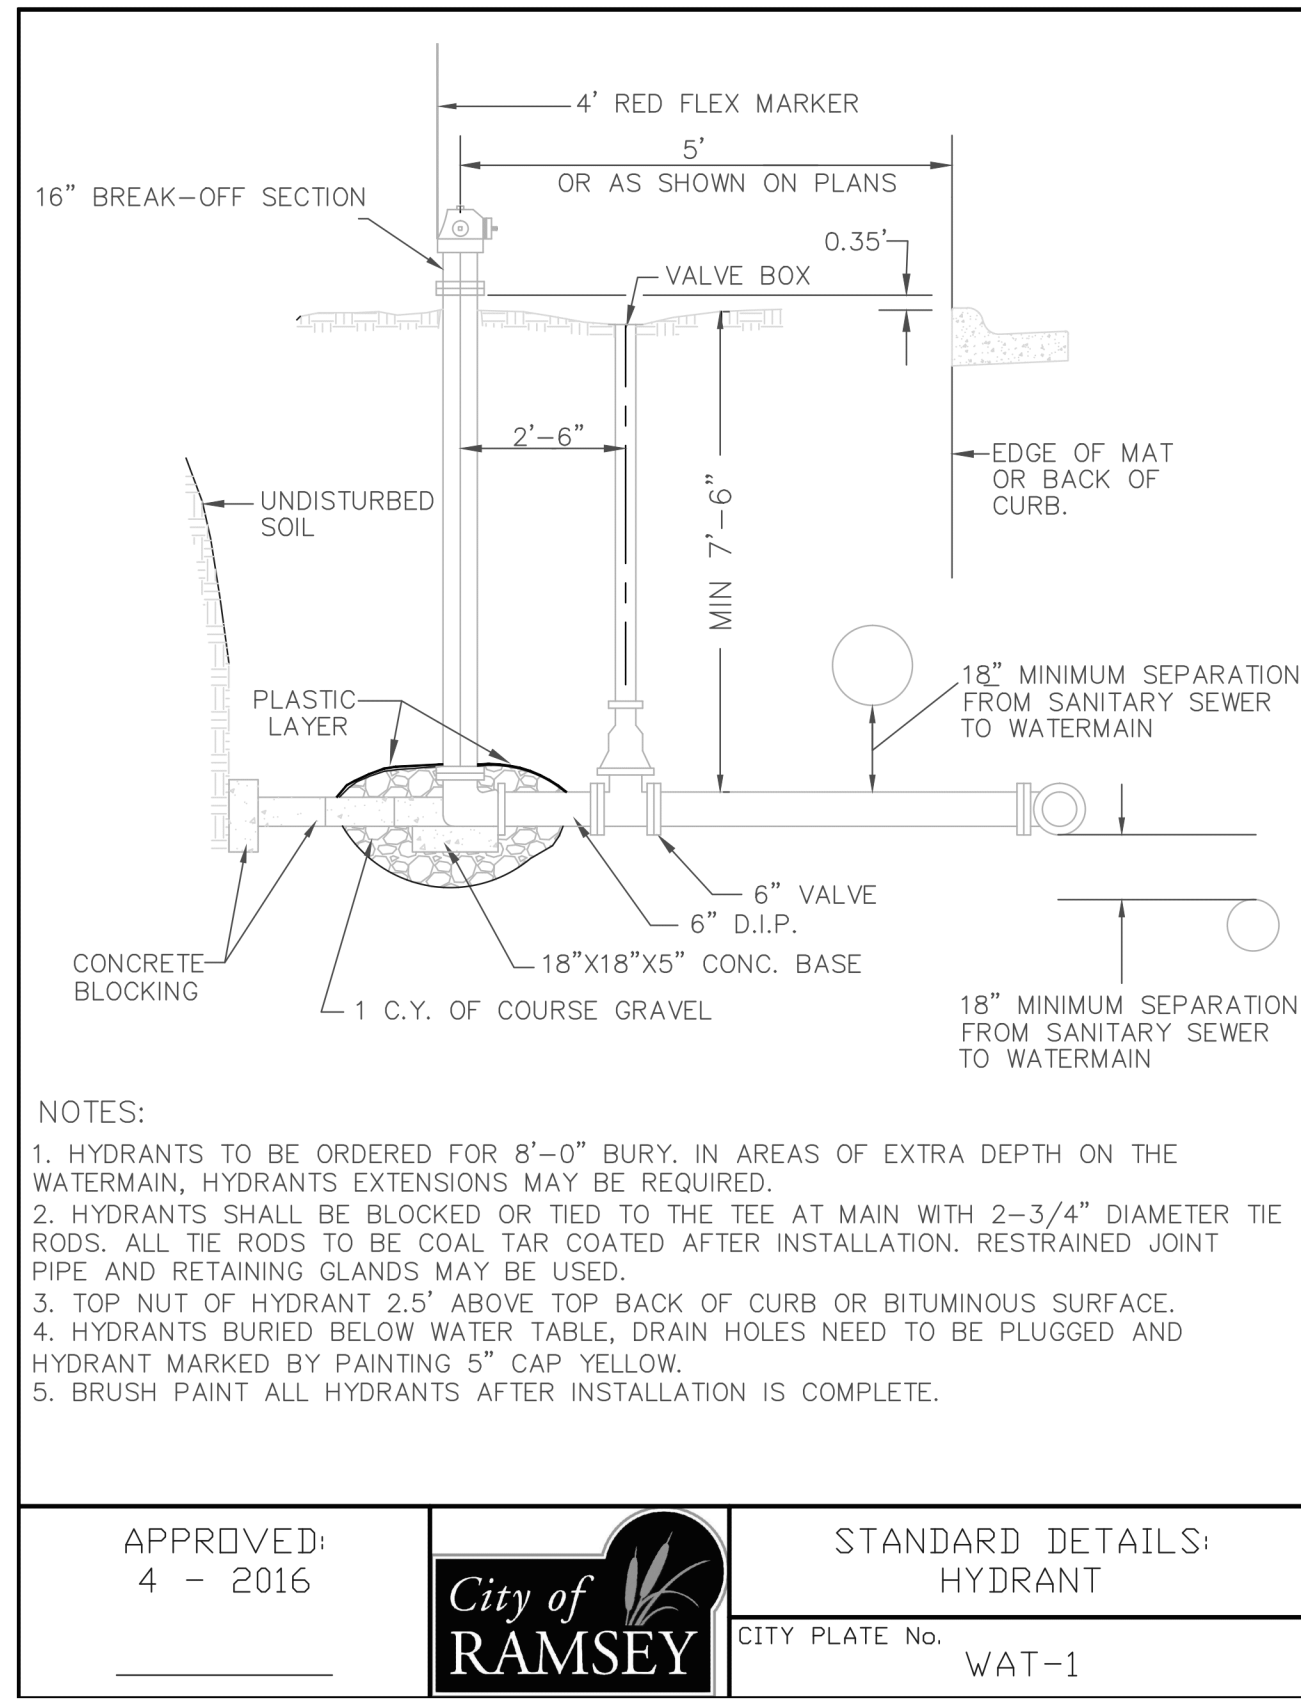 4' RED FLEX MARKER
5'
OR AS SHOWN ON PLANS
16" BREAK-OFF SECTION
0.35'
VALVE BOX
2'-6"
EDGE OF MAT
OR BACK OF
CURB.
UNDISTURBED
SOIL
MIN 7'-6"
18" MINIMUM SEPARATION
FROM SANITARY SEWER
TO WATERMAIN
PLASTIC
LAYER
6" VALVE
6" D.I.P.
18"X18"X5" CONC. BASE
CONCRETE
BLOCKING
1 C.Y. OF COURSE GRAVEL
18" MINIMUM SEPARATION
FROM SANITARY SEWER
TO WATERMAIN
NOTES:
1. HYDRANTS TO BE ORDERED FOR 8'-0" BURY. IN AREAS OF EXTRA DEPTH ON THE
WATERMAIN, HYDRANTS EXTENSIONS MAY BE REQUIRED.
2. HYDRANTS SHALL BE BLOCKED OR TIED TO THE TEE AT MAIN WITH 2-3/4" DIAMETER TIE
RODS. ALL TIE RODS TO BE COAL TAR COATED AFTER INSTALLATION. RESTRAINED JOINT
PIPE AND RETAINING GLANDS MAY BE USED.
3. TOP NUT OF HYDRANT 2.5' ABOVE TOP BACK OF CURB OR BITUMINOUS SURFACE.
4. HYDRANTS BURIED BELOW WATER TABLE, DRAIN HOLES NEED TO BE PLUGGED AND
HYDRANT MARKED BY PAINTING 5" CAP YELLOW.
5. BRUSH PAINT ALL HYDRANTS AFTER INSTALLATION IS COMPLETE.
APPROVED:
4 - 2016
City of
RAMSEY
STANDARD DETAILS:
HYDRANT
CITY PLATE No.
WAT-1